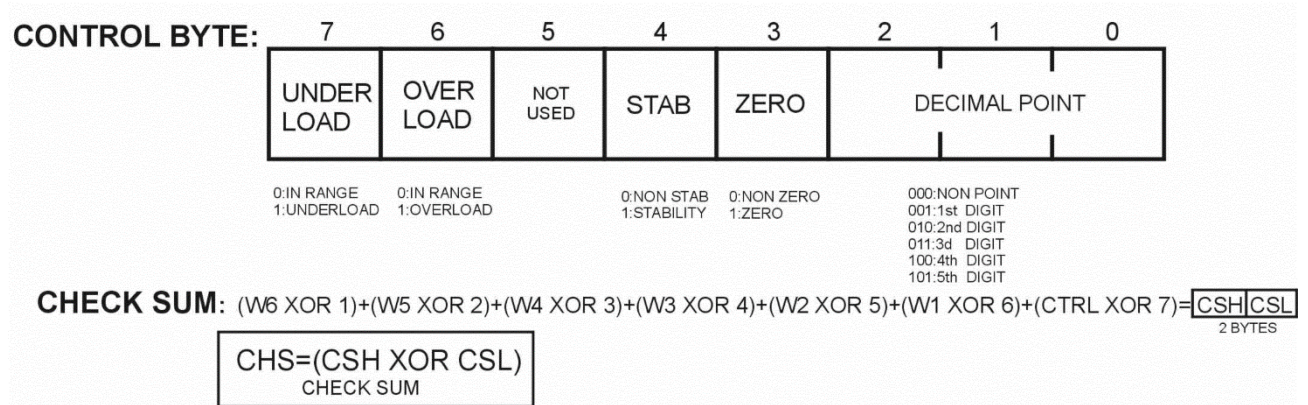 CONTROL BYTE: 7 6 5 4 3 2 1 0
UNDER LOAD OVER LOAD NOT USED STAB ZERO DECIMAL POINT
0:IN RANGE 0:IN RANGE 0:NON STAB 0:NON ZERO 000:NON POINT
1:UNDERLOAD 1:OVERLOAD 1:STABILITY 1:ZERO 001:1st DIGIT
010:2nd DIGIT
011:3d DIGIT
100:4th DIGIT
101:5th DIGIT
CHECK SUM: (W6 XOR 1)+(W5 XOR 2)+(W4 XOR 3)+(W3 XOR 4)+(W2 XOR 5)+(W1 XOR 6)+(CTRL XOR 7)=CSH CSL
2 BYTES
CHS=(CSH XOR CSL)
CHECK SUM